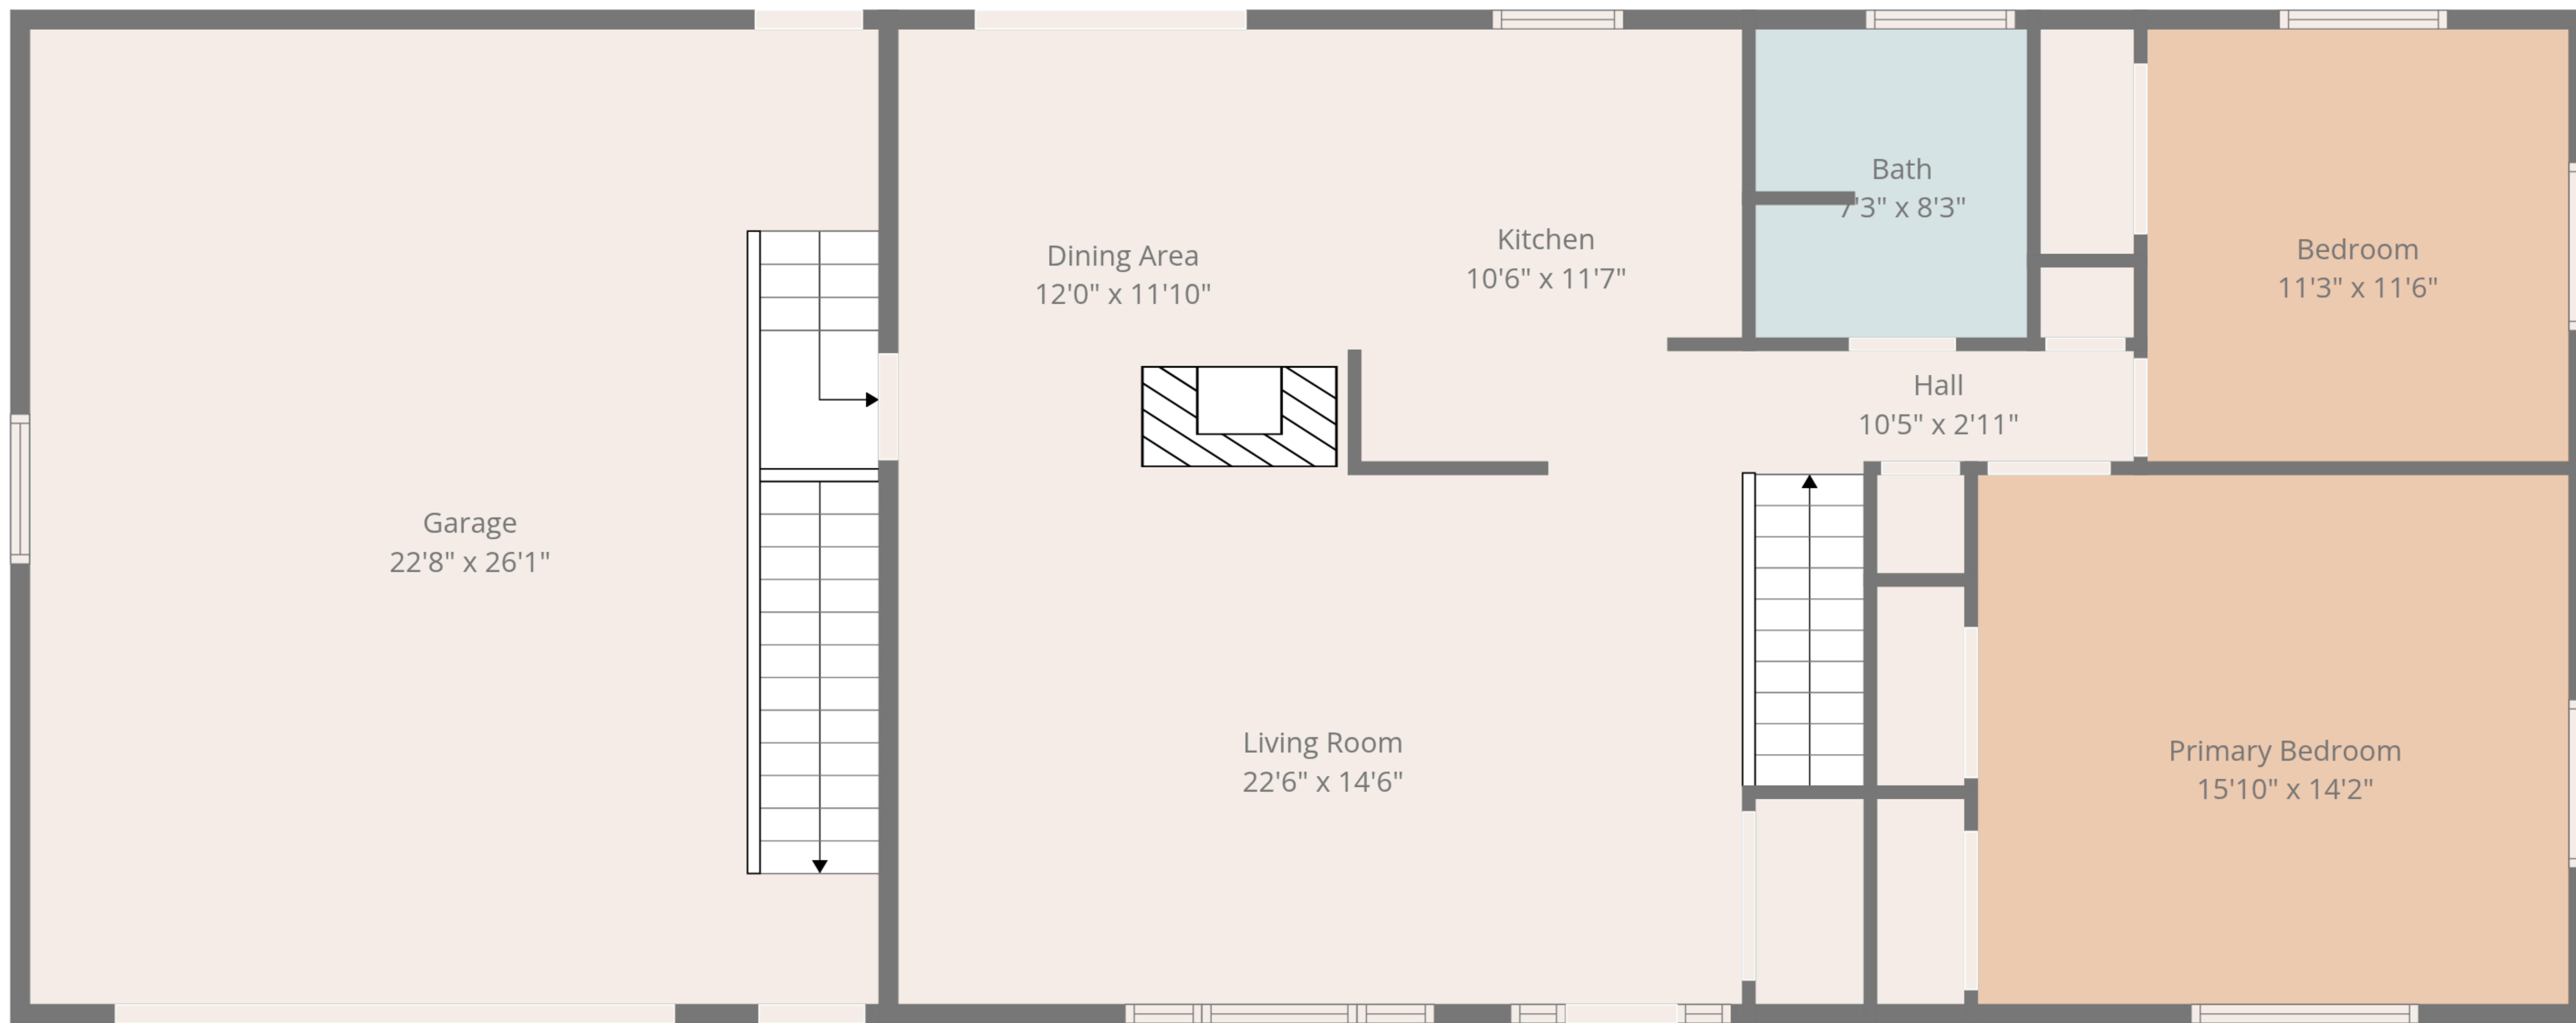 Bath
7'3" x 8'3"
Kitchen
10'6" x 11'7"
Dining Area
12'0" x 11'10"
Bedroom
11'3" x 11'6"
Hall
10'5" x 2'11"
Garage
22'8" x 26'1"
Living Room
22'6" x 14'6"
Primary Bedroom
15'10" x 14'2"